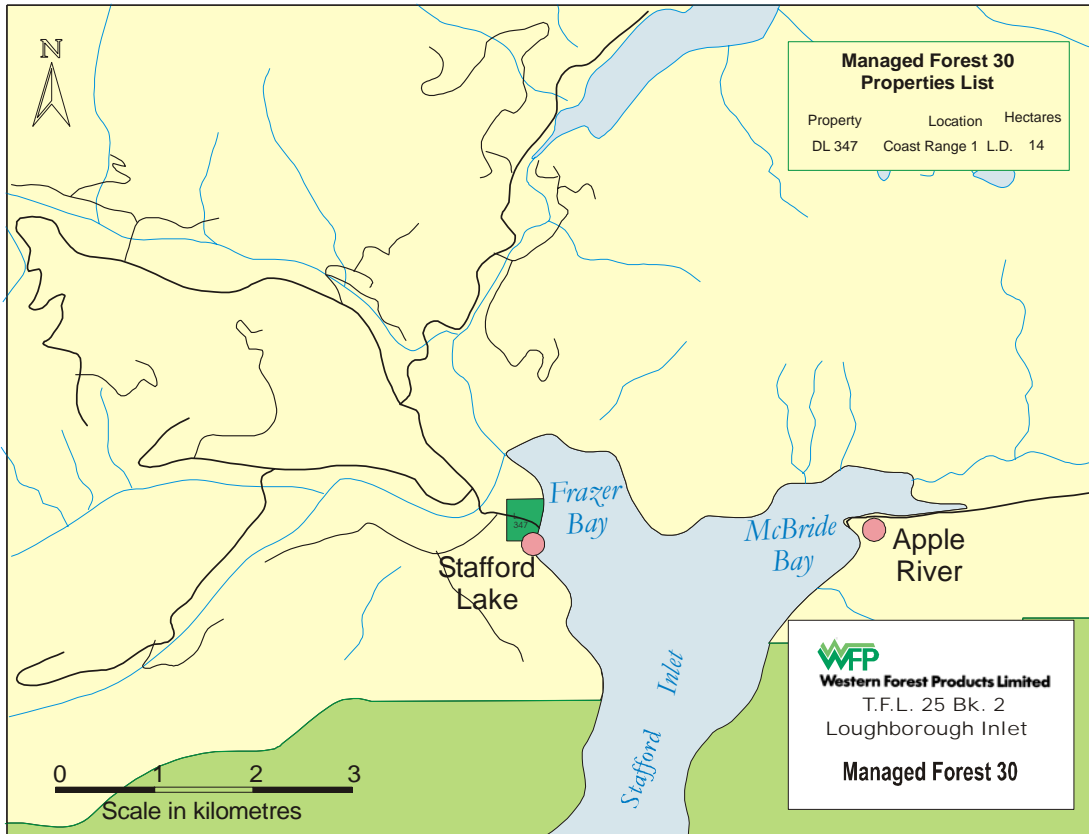 N
Managed Forest 30
Properties List
Property Location Hectares
DL 347 Coast Range 1 L.D. 14
Frazer
Bay
347
Stafford
Lake
McBride
Bay
Apple
River
Stafford Inlet
WFP
Western Forest Products Limited
T.F.L. 25 Bk. 2
Loughborough Inlet
Managed Forest 30
0 1 2 3
Scale in kilometres